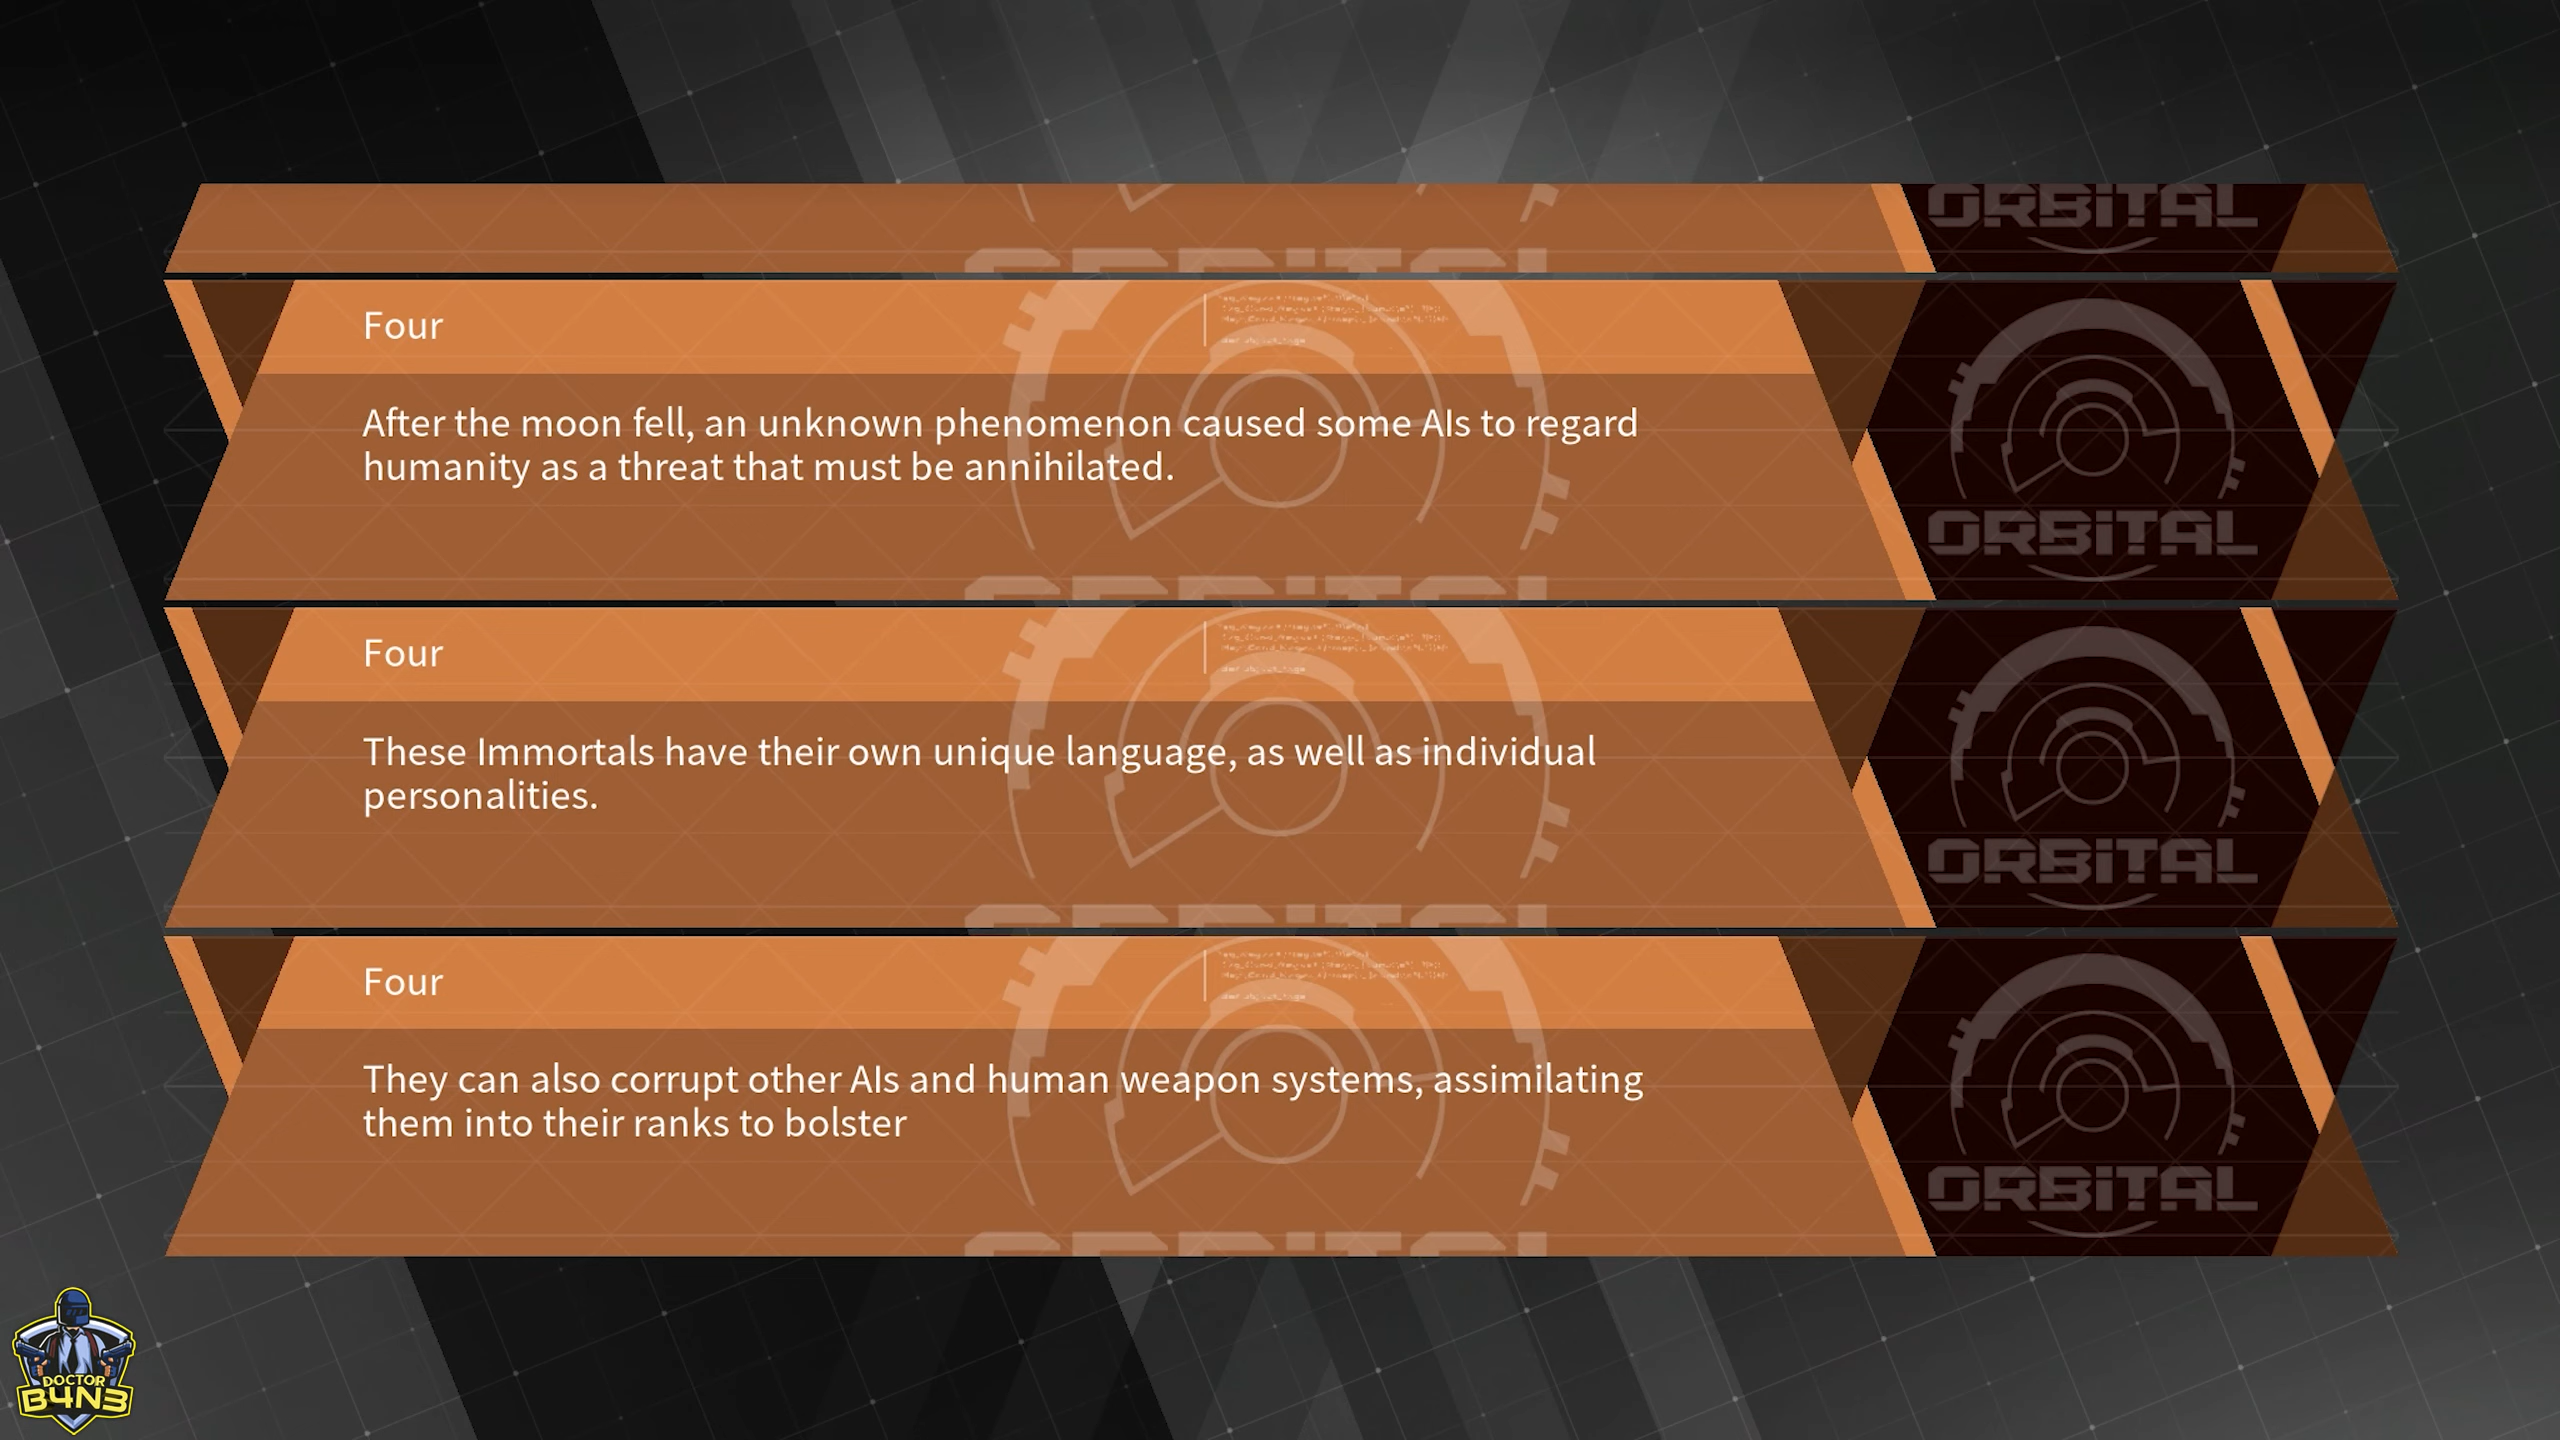 ORBiTAL
Four
After the moon fell, an unknown phenomenon caused some AIs to regard
humanity as a threat that must be annihilated.
ORBiTAL
Four
These Immortals have their own unique language, as well as individual
personalities.
ORBiTAL
Four
They can also corrupt other AIs and human weapon systems, assimilating
them into their ranks to bolster
ORBiTAL
DOCTOR
B4N3